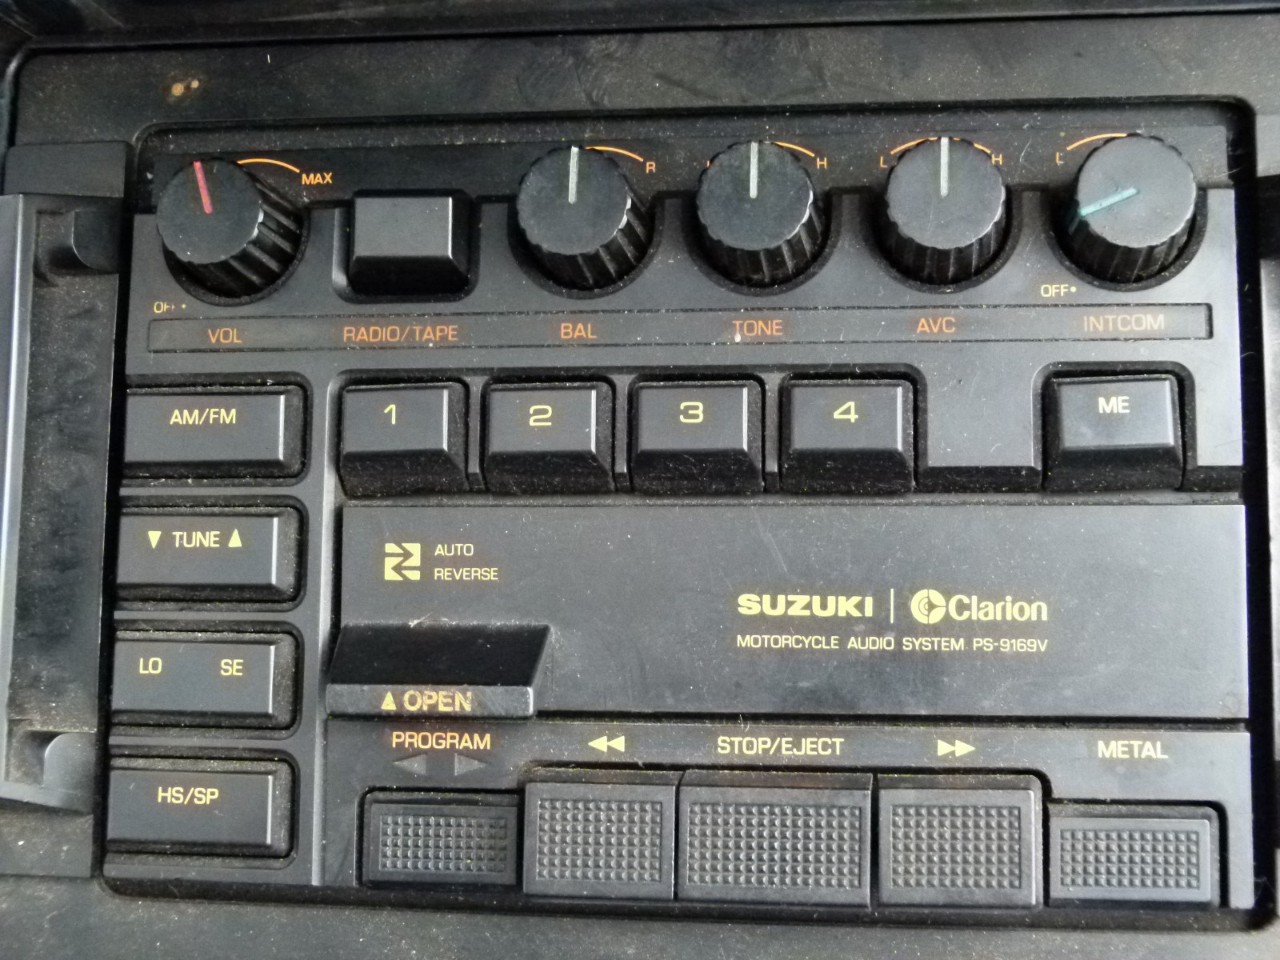 MAX
R
H
L
H
L
OFF
OFF
VOL
RADIO/TAPE
BAL
TONE
AVC
INTCOM
AM/FM
1
2
3
4
ME
▼ TUNE ▲
AUTO
REVERSE
SUZUKI | Clarion
MOTORCYCLE AUDIO SYSTEM PS-9169V
LO SE
▲ OPEN
PROGRAM
◀◀
STOP/EJECT
▶▶
METAL
HS/SP